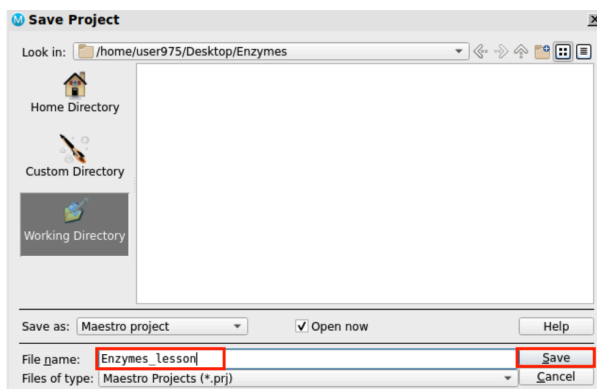 Save Project
Look in: /home/user975/Desktop/Enzymes
Home Directory
Custom Directory
Working Directory
Save as: Maestro project Open now Help
File name: Enzymes_lesson Save
Files of type: Maestro Projects (*.prj) Cancel